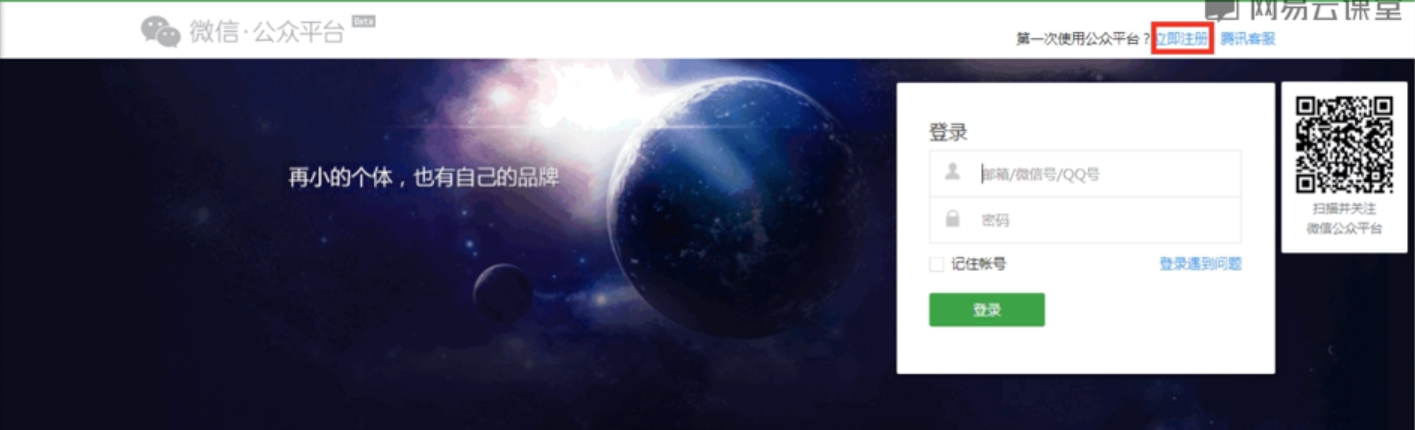 网易云课堂
微信·公众平台 Beta
第一次使用公众平台？立即注册 腾讯客服
再小的个体，也有自己的品牌
登录
邮箱/微信号/QQ号
密码
记住帐号 登录遇到问题
登录
扫描并关注
微信公众平台